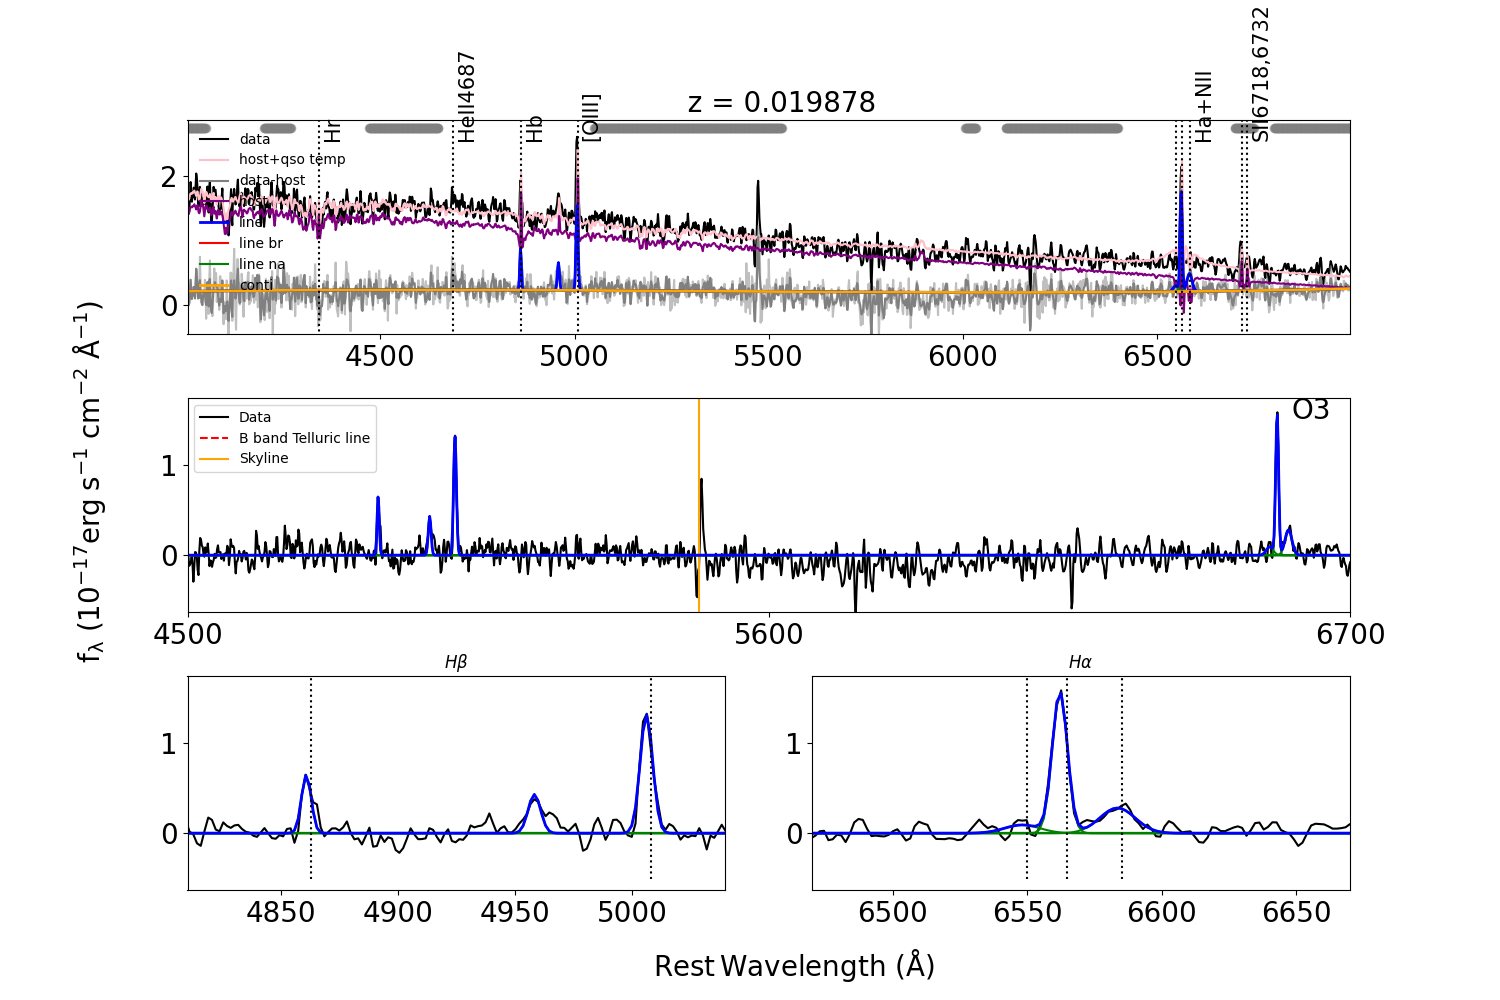 z = 0.019878
Hr
HeII4687
Hb
[OIII]
Ha+NII
SII6718,6732
data
host+qso temp
data-host
host
line
line br
line na
conti
2
0
4500
5000
5500
6000
6500
f_λ (10⁻¹⁷erg s⁻¹ cm⁻² Å⁻¹)
Data
B band Telluric line
Skyline
O3
1
0
4500
5600
6700
Hβ
1
0
4850
4900
4950
5000
Hα
1
0
6500
6550
6600
6650
Rest Wavelength (Å)